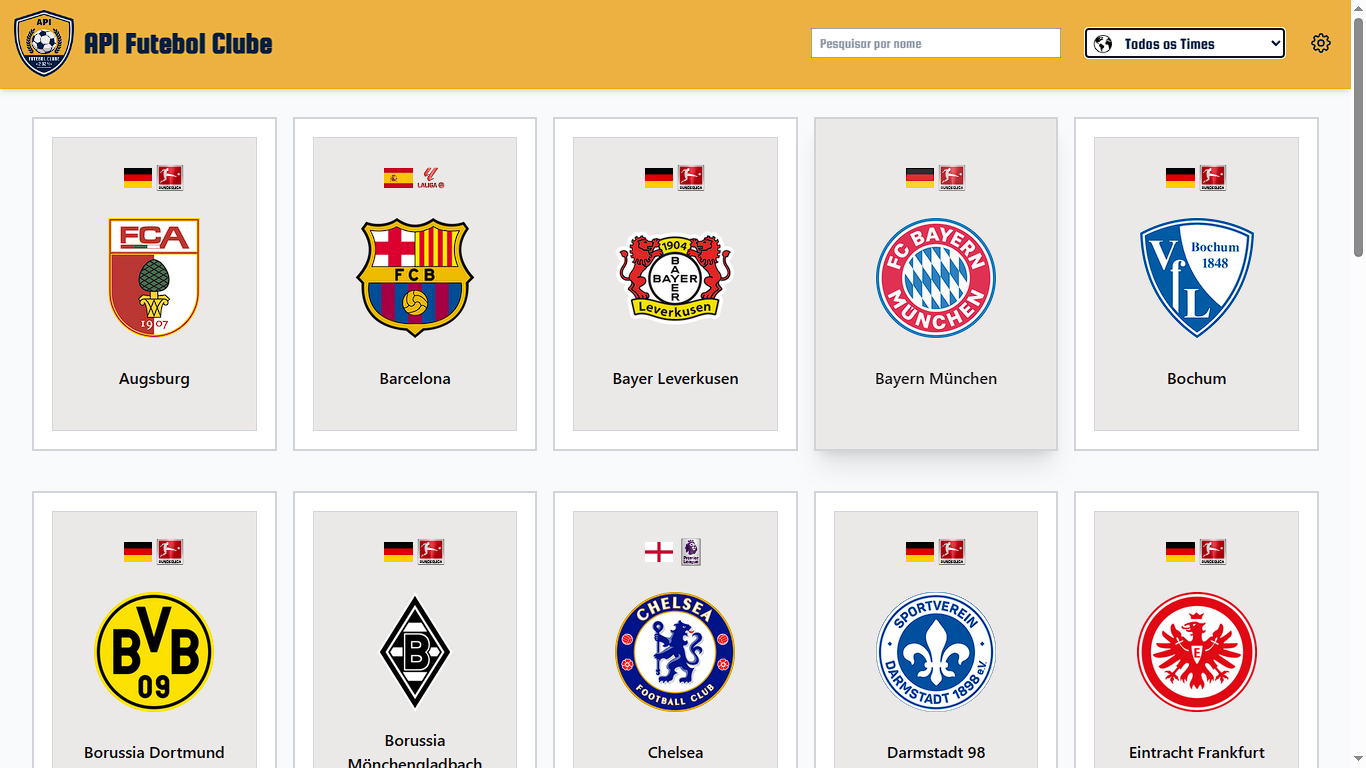 API
FUTEBOL CLUBE
API Futebol Clube
Pesquisar por nome
Todos os Times
BUNDESLIGA
LALIGA
BUNDESLIGA
BUNDESLIGA
BUNDESLIGA
FCA
1907
FCB
1904
BAYER
BAYER
Leverkusen
FC BAYERN
MÜNCHEN
VfL
Bochum
1848
Augsburg
Barcelona
Bayer Leverkusen
Bayern München
Bochum
BUNDESLIGA
BUNDESLIGA
Premier
League
BUNDESLIGA
BUNDESLIGA
BVB
09
B
CHELSEA
FOOTBALL CLUB
SPORTVEREIN
DARMSTADT 1898 e.V.
E
Borussia Dortmund
Borussia
Mönchengladbach
Chelsea
Darmstadt 98
Eintracht Frankfurt